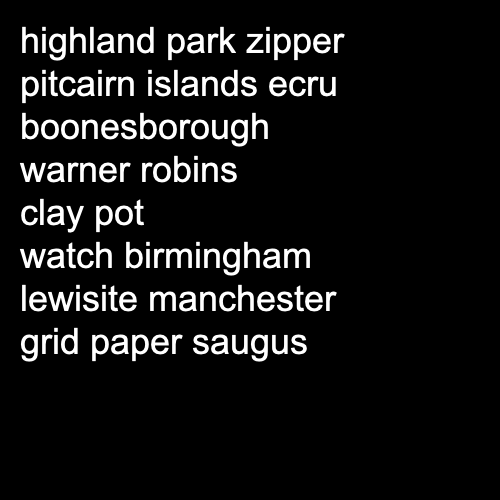 highland park zipper
pitcairn islands ecru
boonesborough
warner robins
clay pot
watch birmingham
lewisite manchester
grid paper saugus